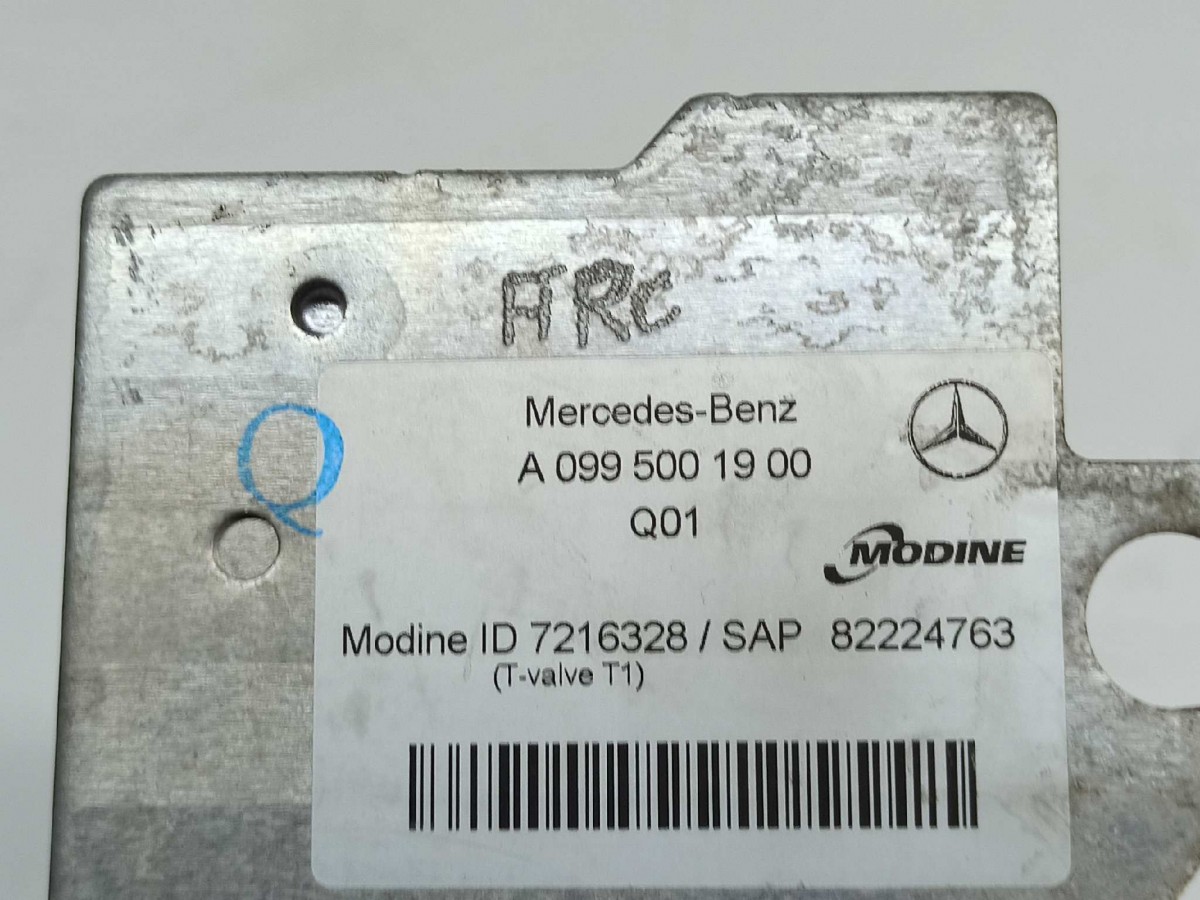 ARC
Mercedes-Benz
A 099 500 19 00
Q01
MODINE
Modine ID 7216328 / SAP 82224763
(T-valve T1)